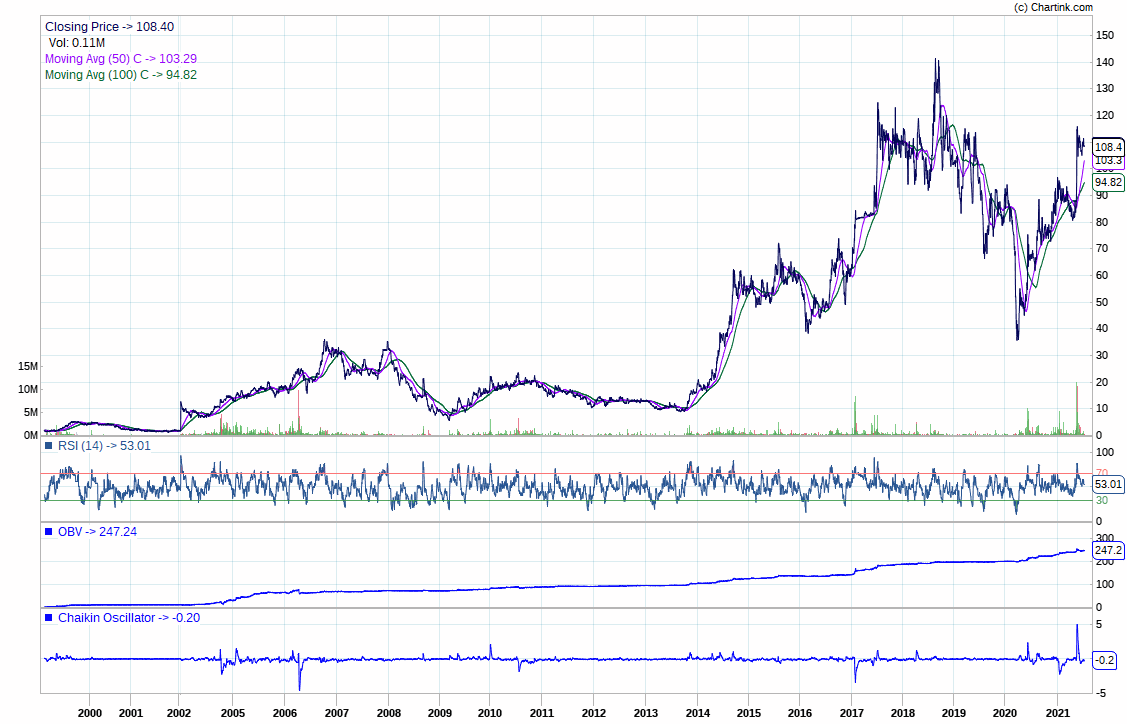 (c) Chartink.com
Closing Price -> 108.40
Vol: 0.11M
Moving Avg (50) C -> 103.29
Moving Avg (100) C -> 94.82
150
140
130
120
108.4
103.3
100
94.82
90
80
70
60
50
40
30
20
10
0
15M
10M
5M
0M
RSI (14) -> 53.01
100
70
53.01
30
0
OBV -> 247.24
300
247.2
200
100
0
Chaikin Oscillator -> -0.20
5
-0.2
-5
2000 2001 2002 2005 2006 2007 2008 2009 2010 2011 2012 2013 2014 2015 2016 2017 2018 2019 2020 2021